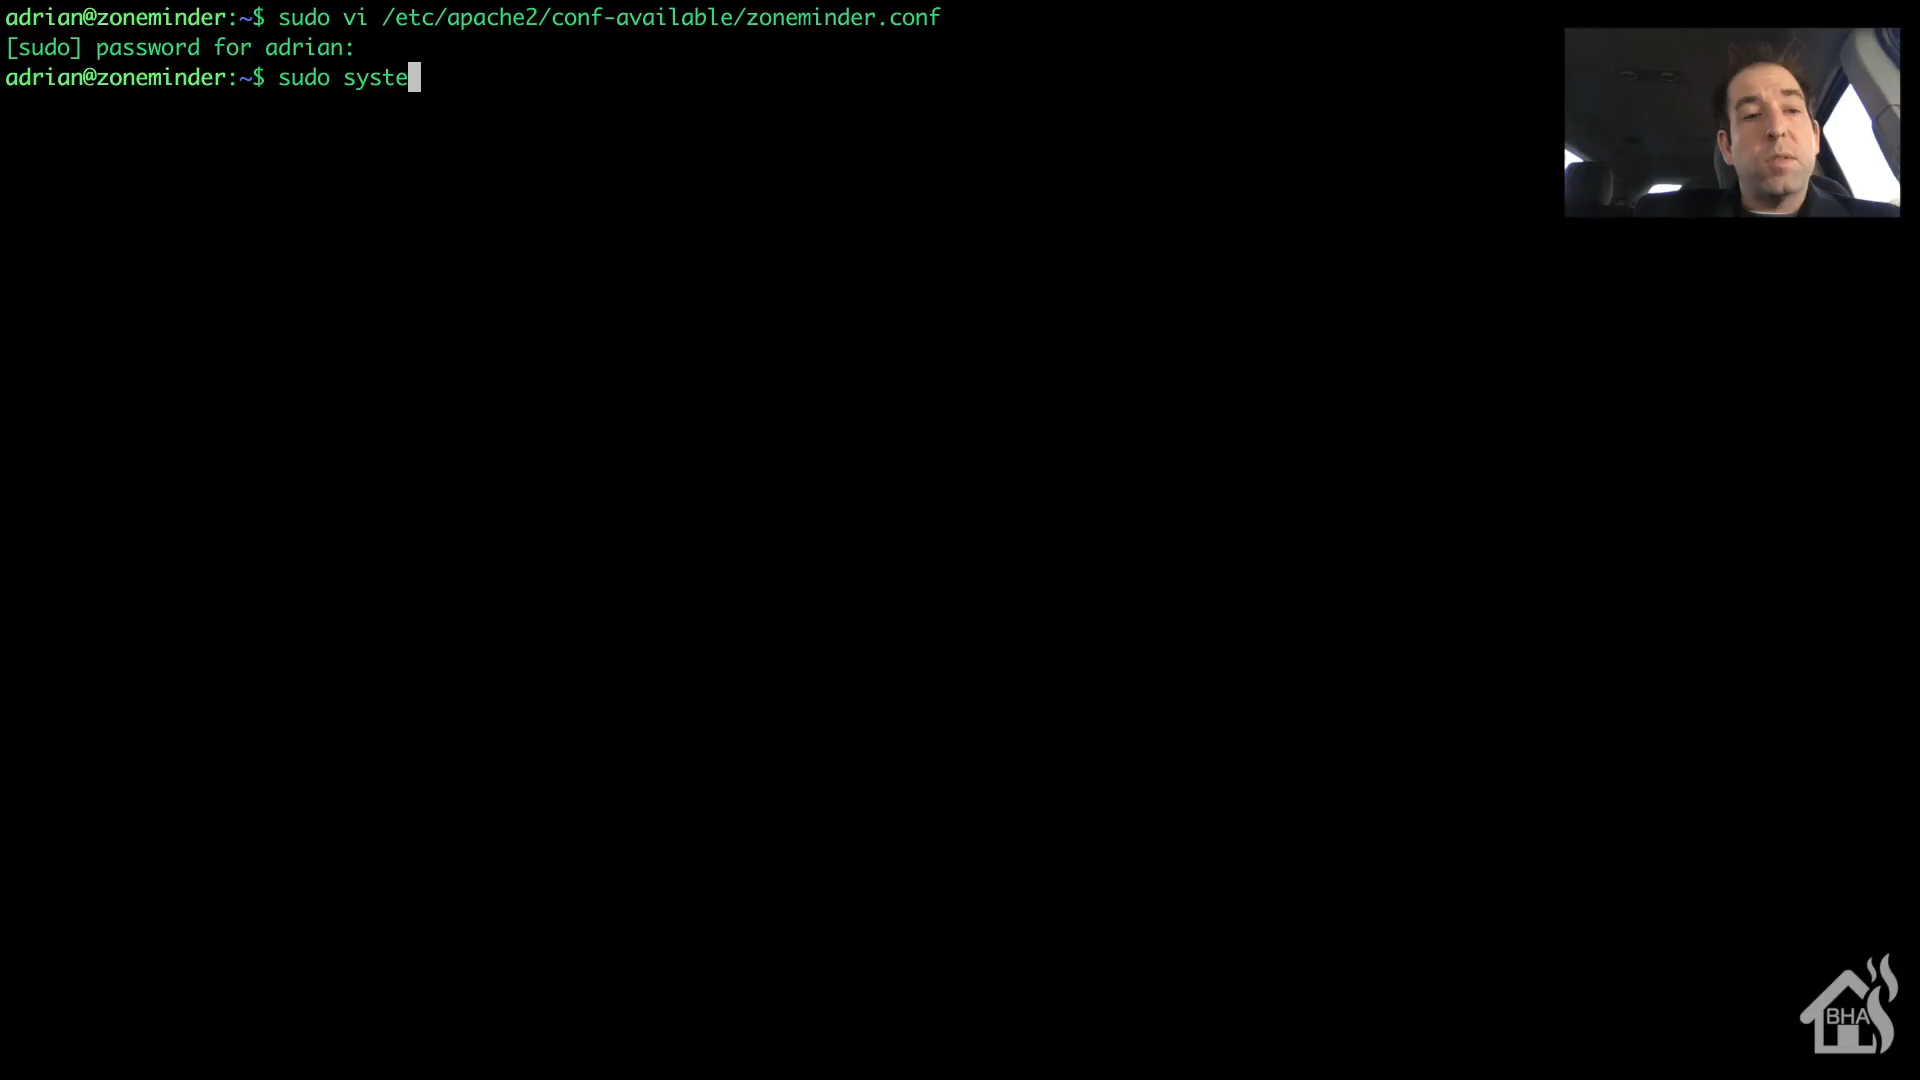 adrian@zoneminder:~$ sudo vi /etc/apache2/conf-available/zoneminder.conf
[sudo] password for adrian:
adrian@zoneminder:~$ sudo syste
BHA